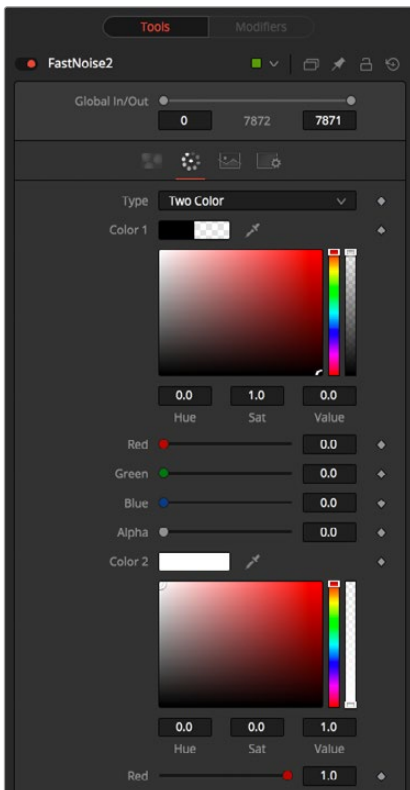 Tools Modifiers
FastNoise2
Global In/Out
0 7872 7871
Type Two Color
Color 1
0.0 1.0 0.0
Hue Sat Value
Red 0.0
Green 0.0
Blue 0.0
Alpha 0.0
Color 2
0.0 0.0 1.0
Hue Sat Value
Red 1.0